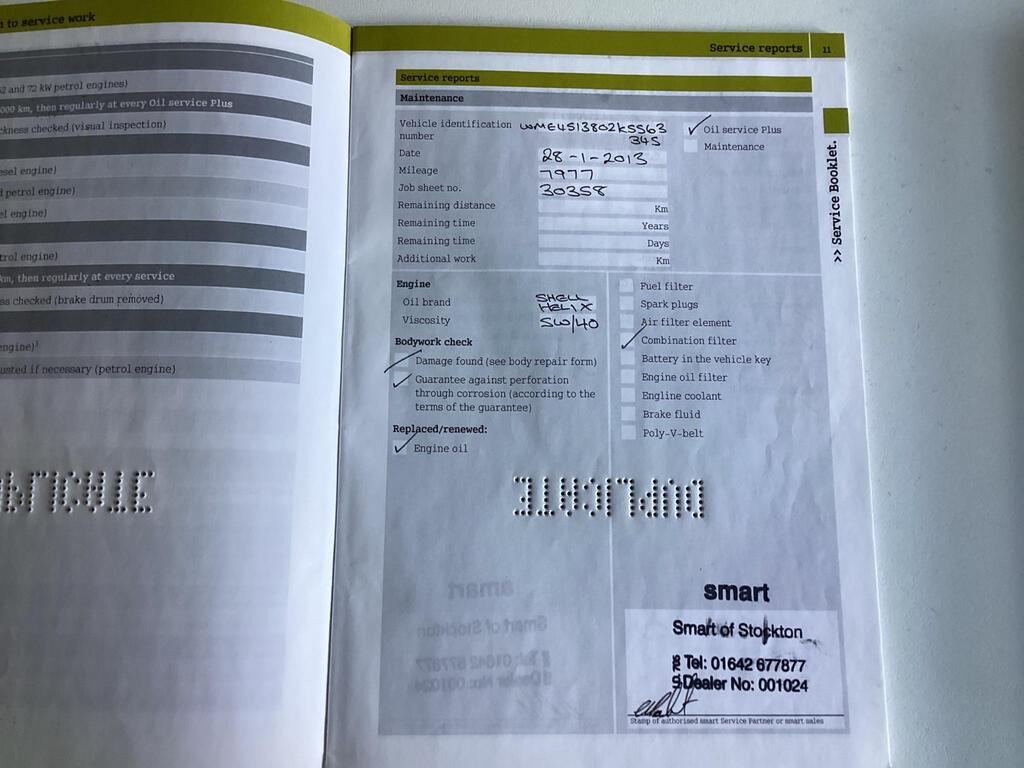 n to service work
52 and 72 kW petrol engines)
000 km, then regularly at every Oil service Plus
ckness checked (visual inspection)
esel engine)
d petrol engine)
el engine)
trol engine)
km, then regularly at every service
ss checked (brake drum removed)
engine)³
usted if necessary (petrol engine)
DUPLICATE
Service reports 11
Service reports
Maintenance
Vehicle identification number WME4513802K5563
345
Oil service Plus
Maintenance
Date 28-1-2013
Mileage 7977
Job sheet no. 30358
Remaining distance Km
Remaining time Years
Remaining time Days
Additional work Km
Engine
Oil brand SHELL
HELIX
Viscosity 5W/40
Bodywork check
Damage found (see body repair form)
Guarantee against perforation
through corrosion (according to the
terms of the guarantee)
Replaced/renewed:
Engine oil
Fuel filter
Spark plugs
Air filter element
Combination filter
Battery in the vehicle key
Engine oil filter
Engline coolant
Brake fluid
Poly-V-belt
DUPLICATE
smart
Smart of Stockton
Tel: 01642 677877
Dealer No: 001024
Stamp of authorised smart Service Partner or smart sales
>> Service Booklet.